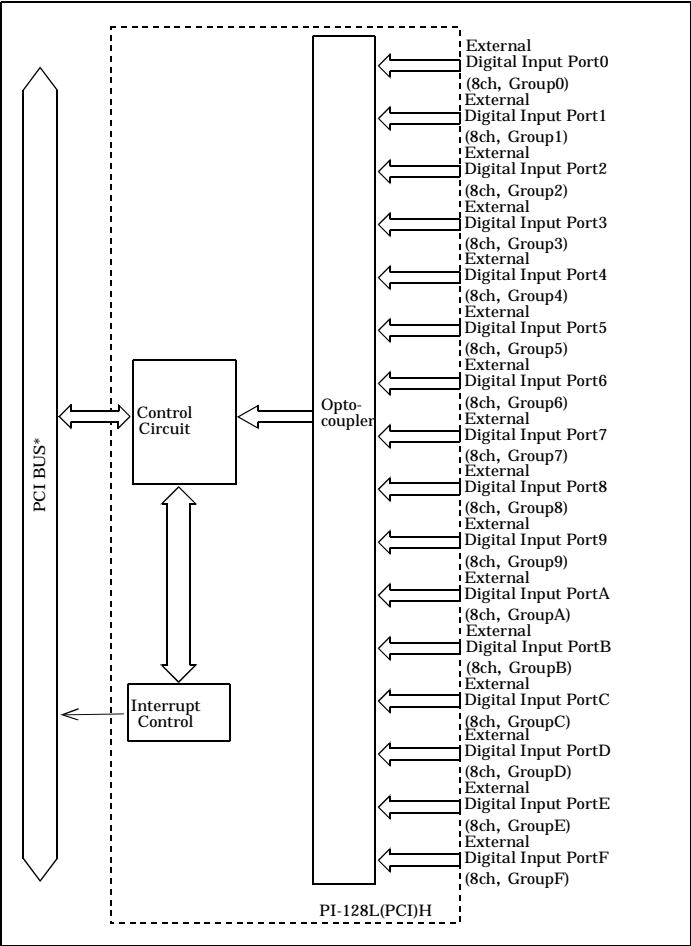 External
Digital Input Port0
(8ch, Group0)
External
Digital Input Port1
(8ch, Group1)
External
Digital Input Port2
(8ch, Group2)
External
Digital Input Port3
(8ch, Group3)
External
Digital Input Port4
(8ch, Group4)
External
Digital Input Port5
(8ch, Group5)
External
Digital Input Port6
(8ch, Group6)
External
Digital Input Port7
(8ch, Group7)
External
Digital Input Port8
(8ch, Group8)
External
Digital Input Port9
(8ch, Group9)
External
Digital Input PortA
(8ch, GroupA)
External
Digital Input PortB
(8ch, GroupB)
External
Digital Input PortC
(8ch, GroupC)
External
Digital Input PortD
(8ch, GroupD)
External
Digital Input PortE
(8ch, GroupE)
External
Digital Input PortF
(8ch, GroupF)
PCI BUS*
Control
Circuit
Opto-
coupler
Interrupt
Control
PI-128L(PCI)H